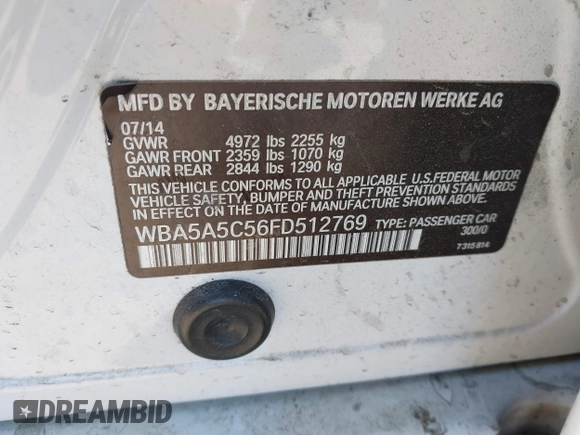 MFD BY BAYERISCHE MOTOREN WERKE AG
07/14
GVWR 4972 lbs 2255 kg
GAWR FRONT 2359 lbs 1070 kg
GAWR REAR 2844 lbs 1290 kg
THIS VEHICLE CONFORMS TO ALL APPLICABLE U.S.FEDERAL MOTOR
VEHICLE SAFETY, BUMPER AND THEFT PREVENTION STANDARDS
IN EFFECT ON THE DATE OF MANUFACTURE SHOWN ABOVE.
WBA5A5C56FD512769 TYPE: PASSENGER CAR
300/0
7315814
DREAMBID